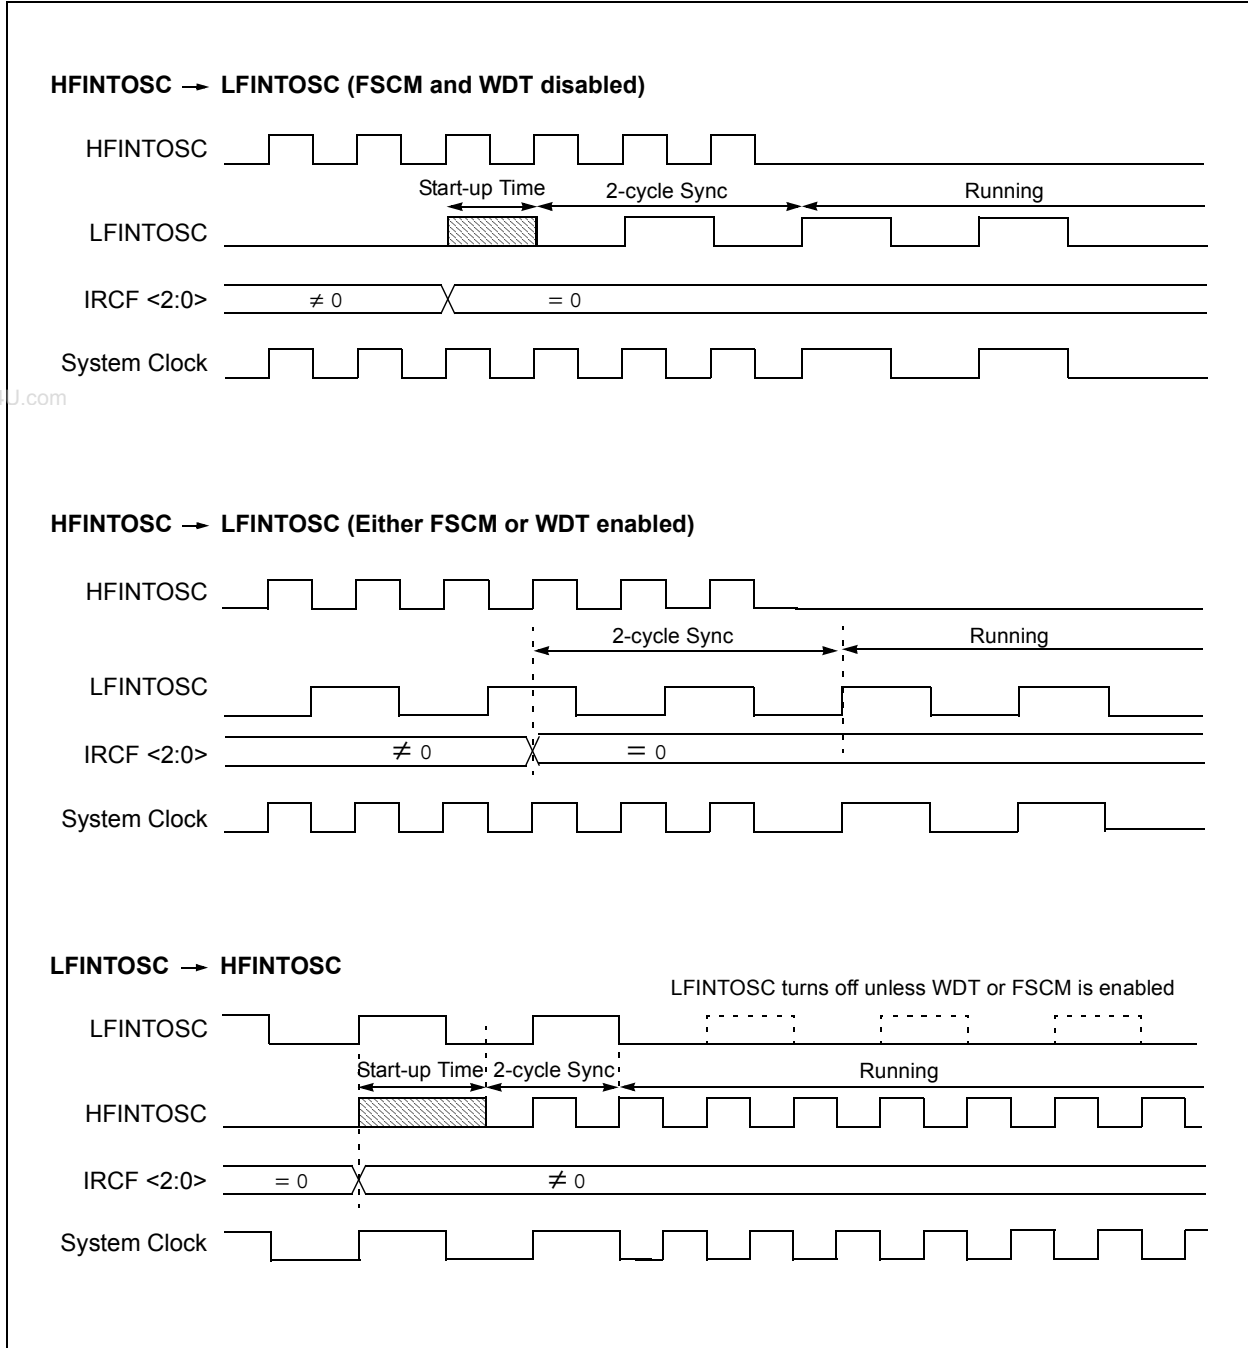 HFINTOSC → LFINTOSC (FSCM and WDT disabled)
HFINTOSC
Start-up Time 2-cycle Sync Running
LFINTOSC
IRCF <2:0> ≠ 0 = 0
System Clock
4U.com
HFINTOSC → LFINTOSC (Either FSCM or WDT enabled)
HFINTOSC
2-cycle Sync Running
LFINTOSC
IRCF <2:0> ≠ 0 = 0
System Clock
LFINTOSC → HFINTOSC
LFINTOSC turns off unless WDT or FSCM is enabled
LFINTOSC
Start-up Time 2-cycle Sync Running
HFINTOSC
IRCF <2:0> = 0 ≠ 0
System Clock